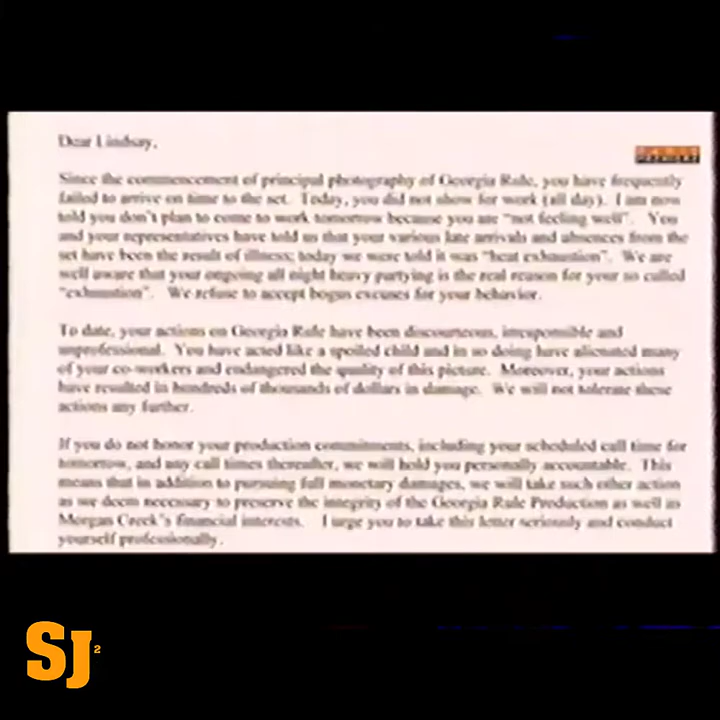 Dear Lindsay,
Since the commencement of principal photography of Georgia Rule, you have frequently
failed to arrive on time to the set. Today, you did not show for work (all day). I am now
told you don't plan to come to work tomorrow because you are "not feeling well". You
and your representatives have told us that your various late arrivals and absences from the
set have been the result of illness; today we were told it was "heat exhaustion". We are
well aware that your ongoing all night heavy partying is the real reason for your so called
"exhaustion". We refuse to accept bogus excuses for your behavior.
To date, your actions on Georgia Rule have been discourteous, irresponsible and
unprofessional. You have acted like a spoiled child and in so doing have alienated many
of your co-workers and endangered the quality of this picture. Moreover, your actions
have resulted in hundreds of thousands of dollars in damage. We will not tolerate these
actions any further.
If you do not honor your production commitments, including your scheduled call time for
tomorrow, and any call times thereafter, we will hold you personally accountable. This
means that in addition to pursuing full monetary damages, we will take such other action
as we deem necessary to preserve the integrity of the Georgia Rule Production as well as
Morgan Creek's financial interests. I urge you to take this letter seriously and conduct
yourself professionally.
SJ²